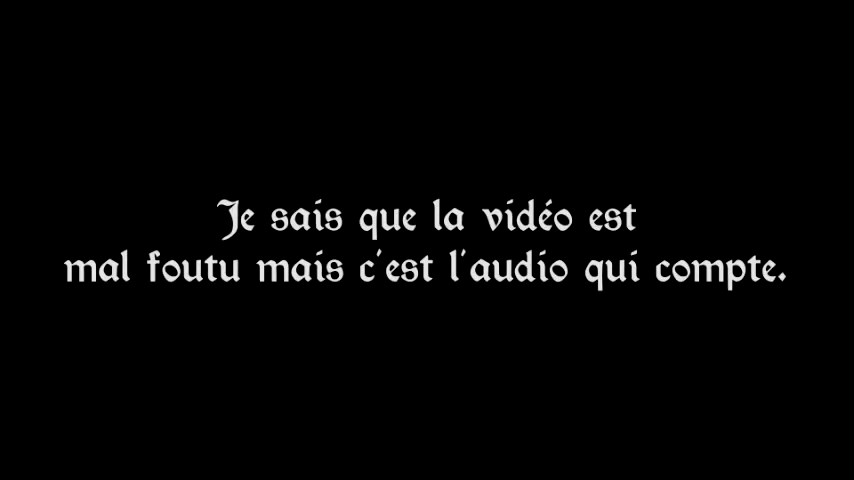 Je sais que la vidéo est
mal foutu mais c'est l'audio qui compte.